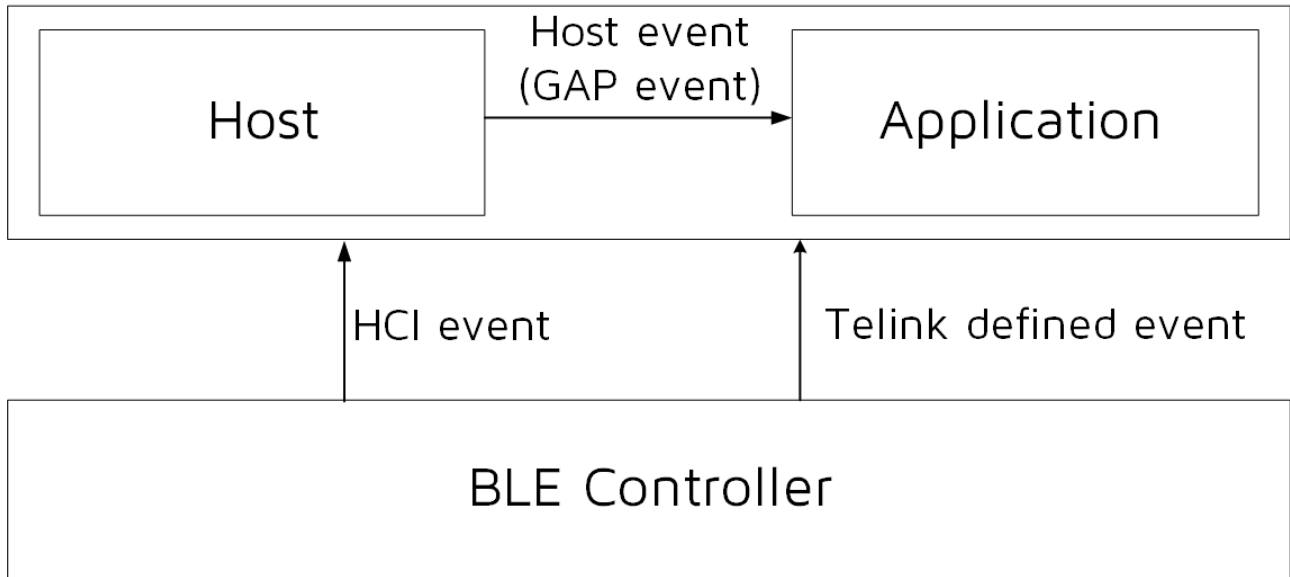 Host event
(GAP event)
Host
Application
HCI event
Telink defined event
BLE Controller